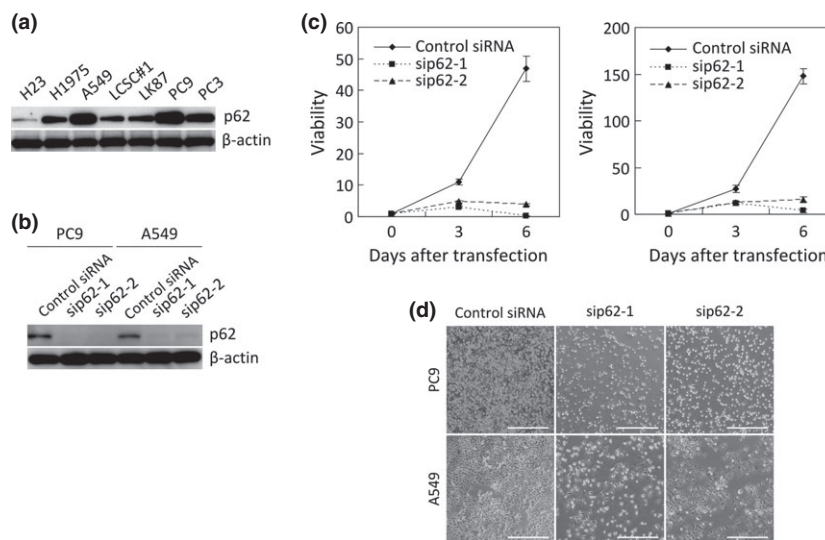 (a)
H23 H1975 A549 LCSC#1 LK87 PC9 PC3
p62
β-actin
(b)
PC9 A549
Control siRNA sip62-1 sip62-2 Control siRNA sip62-1 sip62-2
p62
β-actin
(c)
60
50
40
30
20
10
0
Viability
Control siRNA
sip62-1
sip62-2
0 3 6
Days after transfection
200
150
100
50
0
Viability
Control siRNA
sip62-1
sip62-2
0 3 6
Days after transfection
(d)
Control siRNA sip62-1 sip62-2
PC9
A549